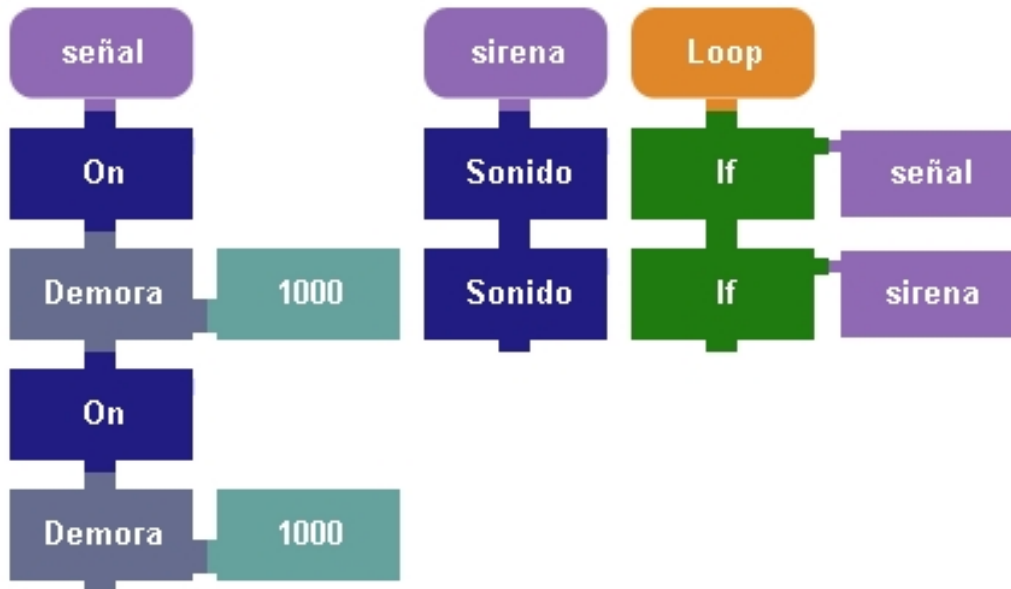 señal
On
Demora 1000
On
Demora 1000
sirena
Sonido
Sonido
Loop
If señal
If sirena